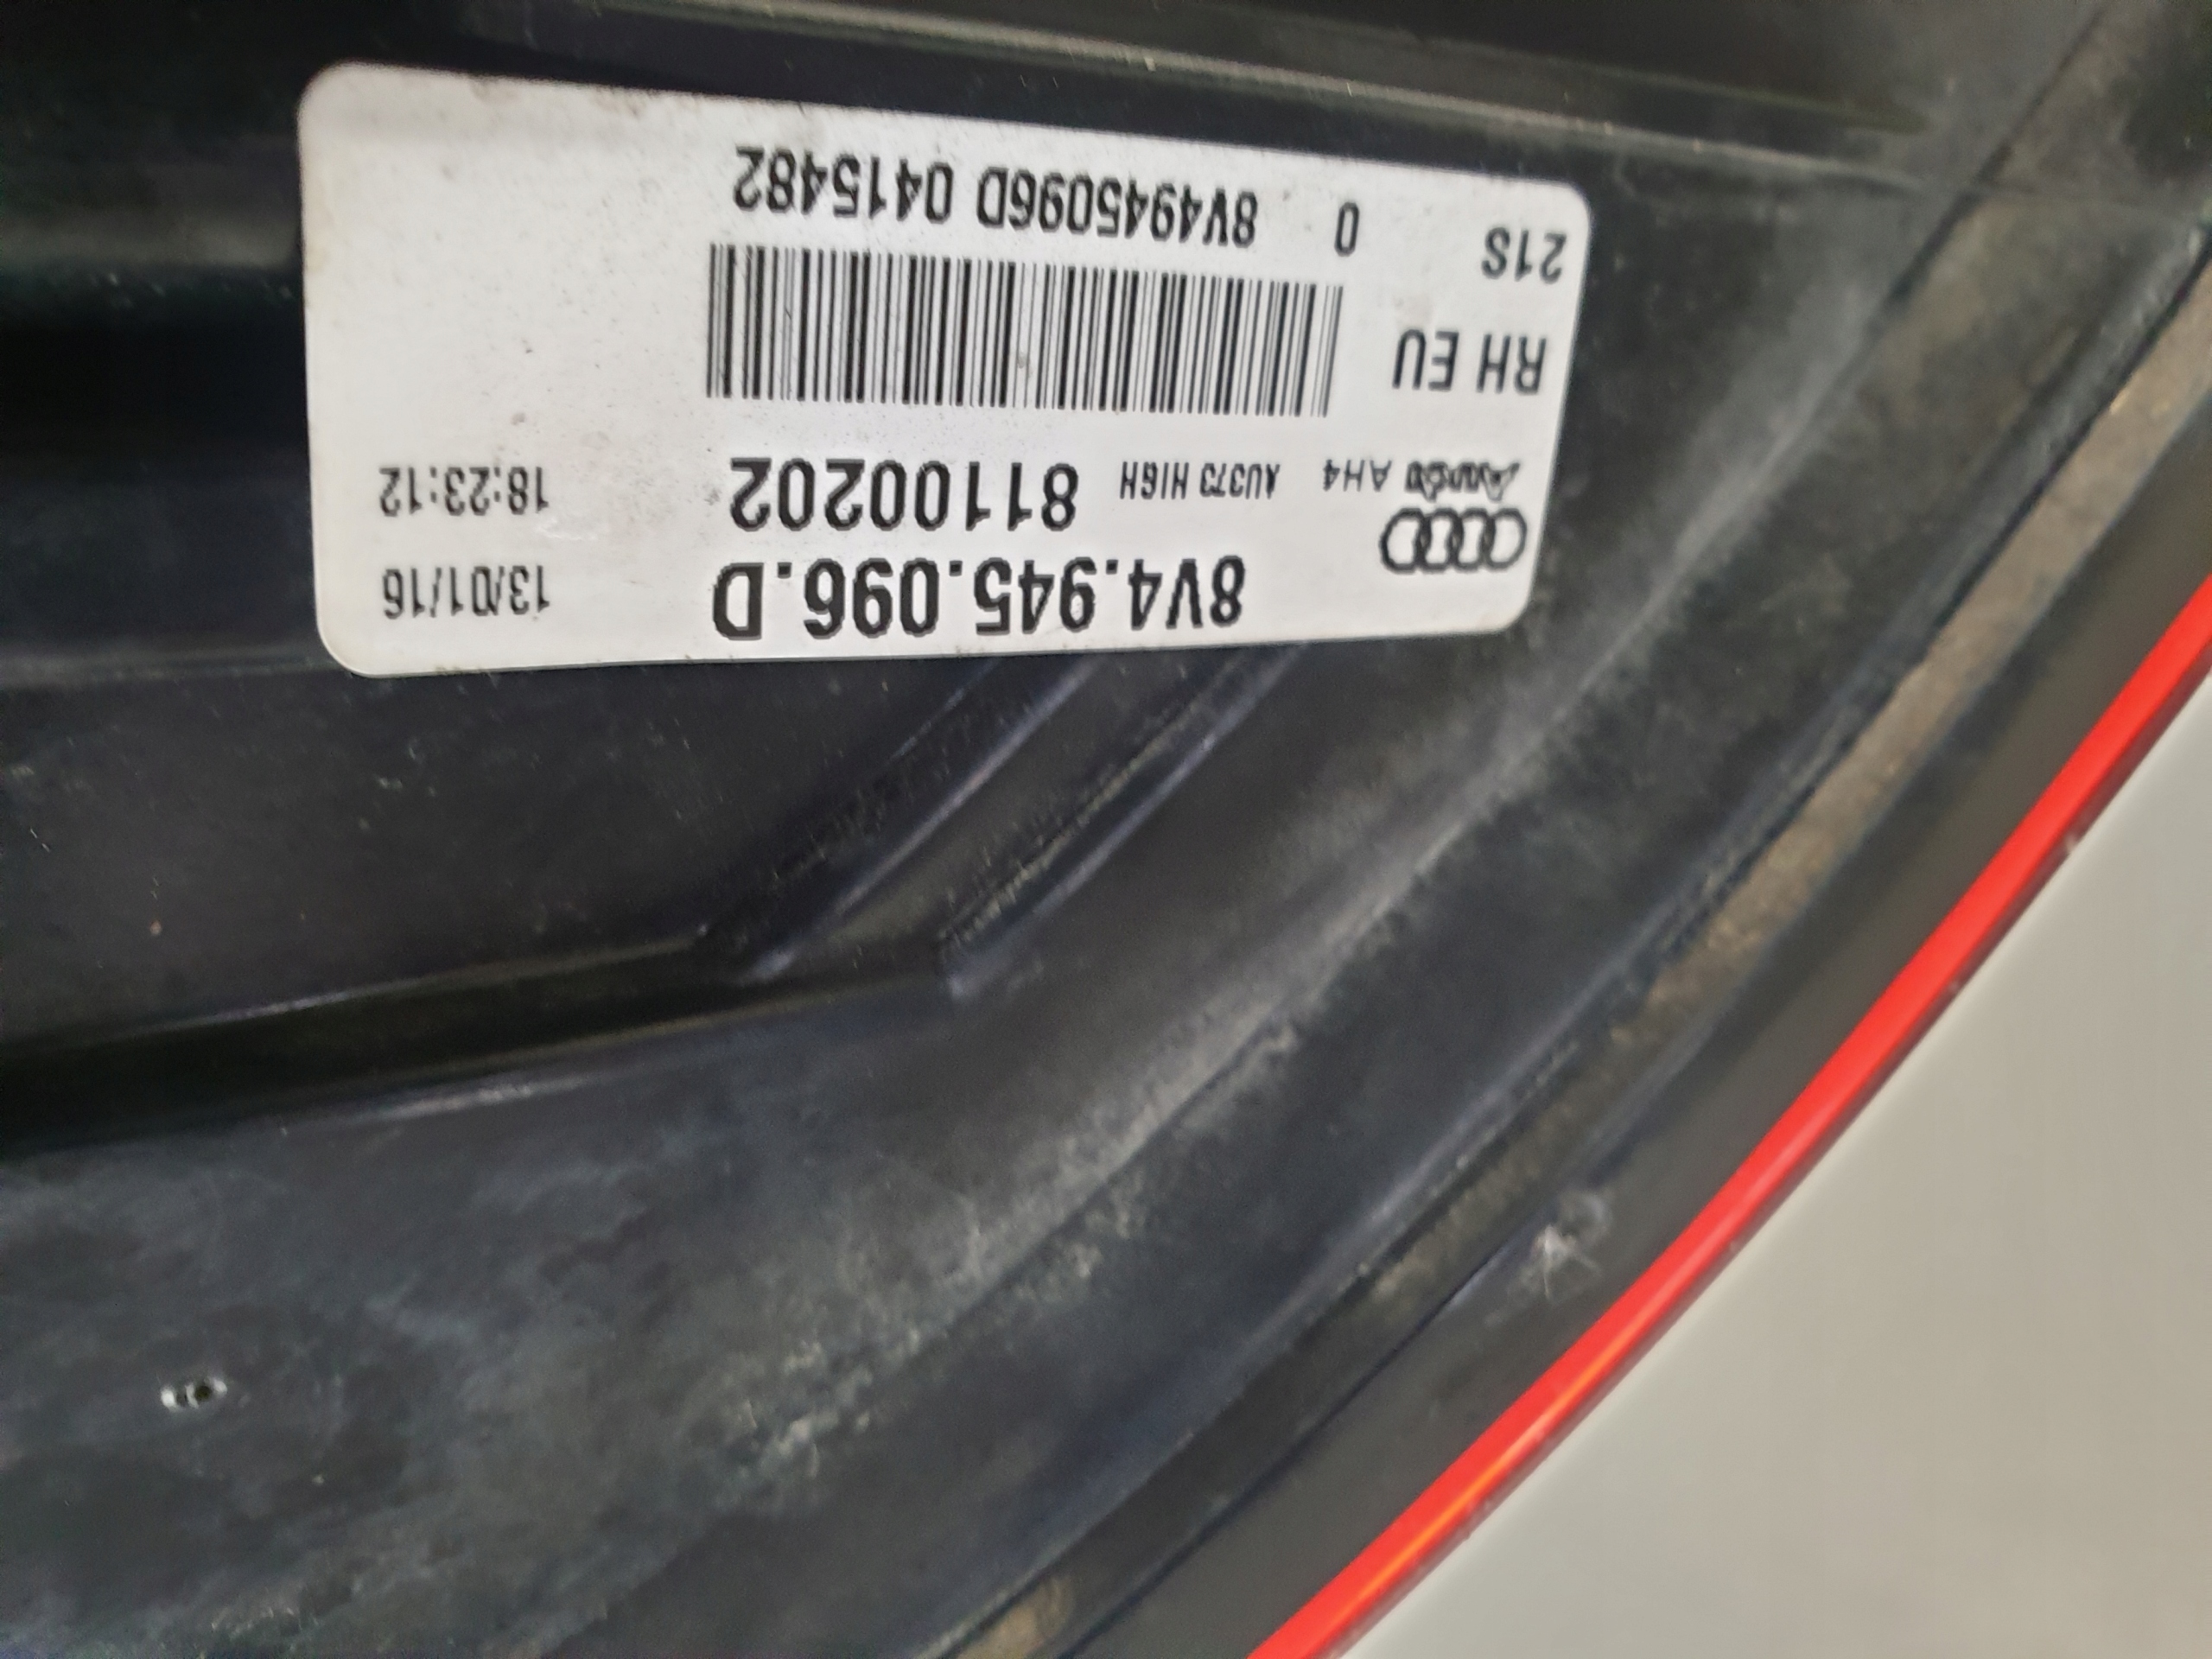 8V4.945.096.D 13/01/16
AH4 AU373 HIGH 81100202 18:23:12
RH EU
21S 0 8V4945096D 0415482